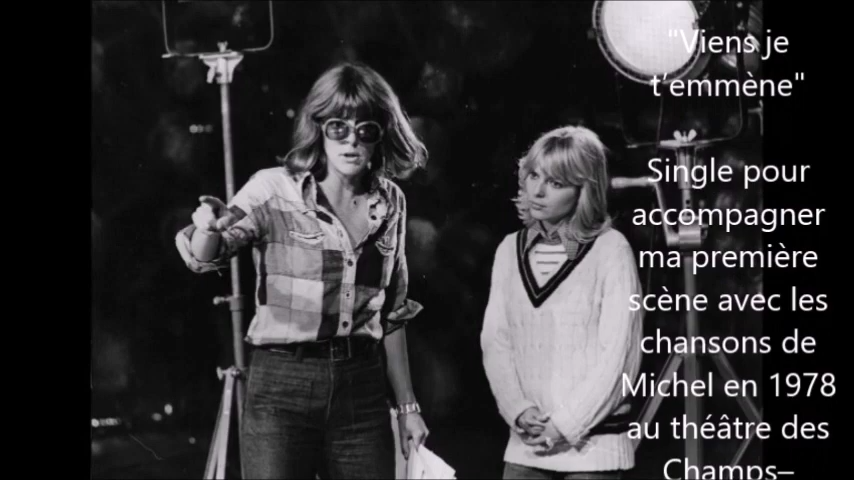 "Viens je
t'emmène"
Single pour
accompagner
ma première
scène avec les
chansons de
Michel en 1978
au théâtre des
Champs–